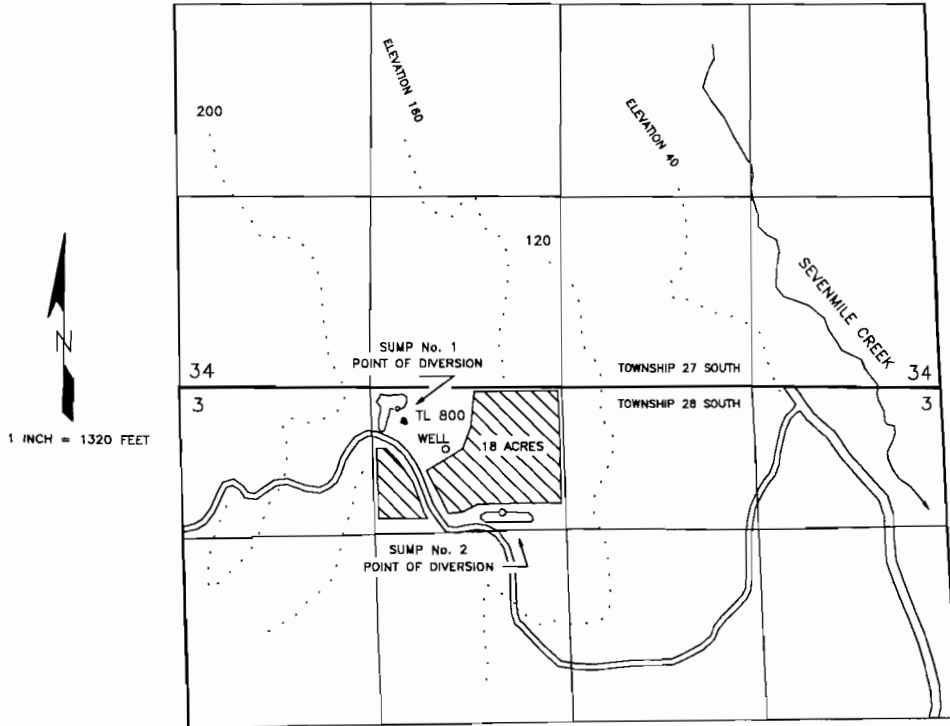 ELEVATION 180
ELEVATION 40
200
120
SEVENMILE CREEK
N
1 INCH = 1320 FEET
SUMP No. 1
POINT OF DIVERSION
34
TOWNSHIP 27 SOUTH
34
3
TOWNSHIP 28 SOUTH
3
TL 800
WELL
18 ACRES
SUMP No. 2
POINT OF DIVERSION